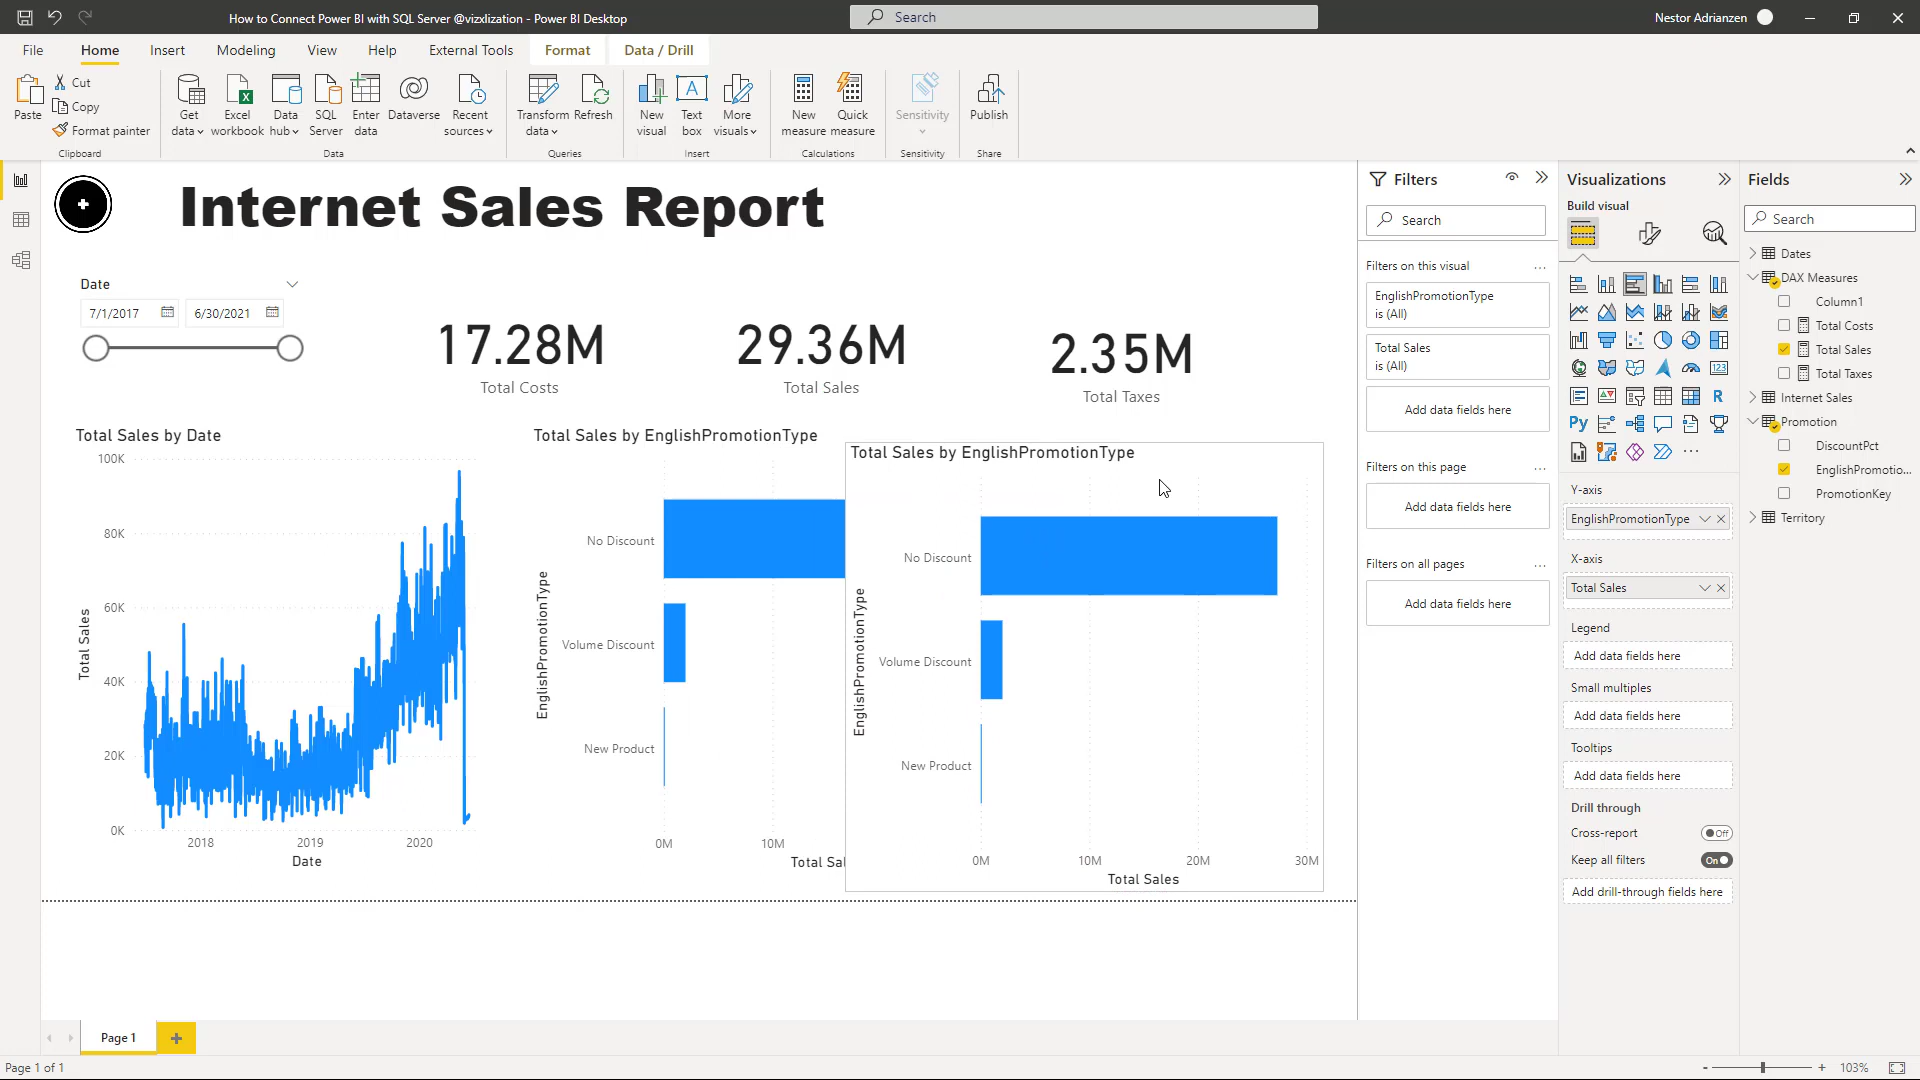 How to Connect Power BI with SQL Server @vizxlization - Power BI Desktop
Search
Nestor Adrianzen
File
Home
Insert
Modeling
View
Help
External Tools
Format
Data / Drill
Paste
Cut
Copy
Format painter
Clipboard
Get data
Excel workbook
Data hub
SQL Server
Enter data
Dataverse
Recent sources
Data
Transform data
Refresh
Queries
New visual
Text box
More visuals
Insert
New measure
Quick measure
Calculations
Sensitivity
Sensitivity
Publish
Share
Internet Sales Report
Date
7/1/2017
6/30/2021
17.28M
Total Costs
29.36M
Total Sales
2.35M
Total Taxes
Total Sales by Date
100K
80K
60K
40K
20K
0K
Total Sales
2018
2019
2020
Date
Total Sales by EnglishPromotionType
EnglishPromotionType
No Discount
Volume Discount
New Product
0M
10M
Total Sal
Total Sales by EnglishPromotionType
EnglishPromotionType
No Discount
Volume Discount
New Product
0M
10M
20M
30M
Total Sales
Filters
Search
Filters on this visual
EnglishPromotionType
is (All)
Total Sales
is (All)
Add data fields here
Filters on this page
Add data fields here
Filters on all pages
Add data fields here
Visualizations
Build visual
123
R
Py
Y-axis
EnglishPromotionType
X-axis
Total Sales
Legend
Add data fields here
Small multiples
Add data fields here
Tooltips
Add data fields here
Drill through
Cross-report
Off
Keep all filters
On
Add drill-through fields here
Fields
Search
Dates
DAX Measures
Column1
Total Costs
Total Sales
Total Taxes
Internet Sales
Promotion
DiscountPct
EnglishPromotio...
PromotionKey
Territory
Page 1
Page 1 of 1
103%